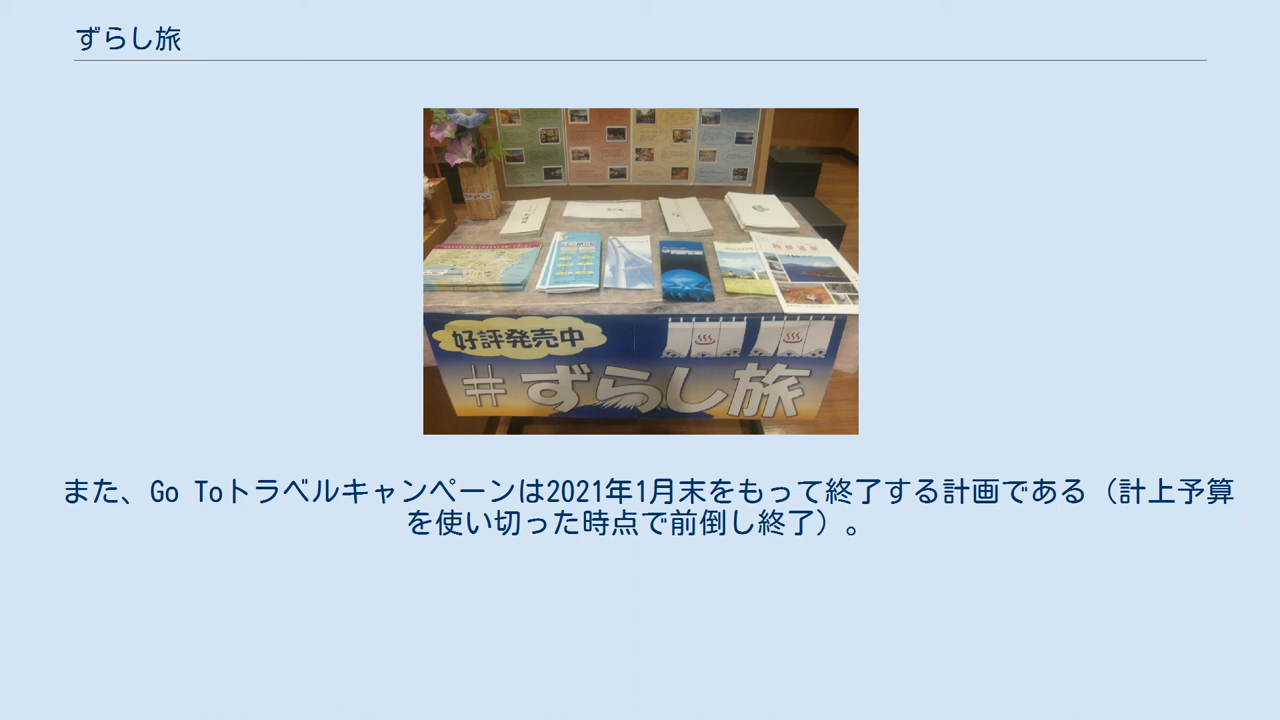 ずらし旅
好評発売中
#ずらし旅
また、Go Toトラベルキャンペーンは2021年1月末をもって終了する計画である（計上予算
を使い切った時点で前倒し終了）。